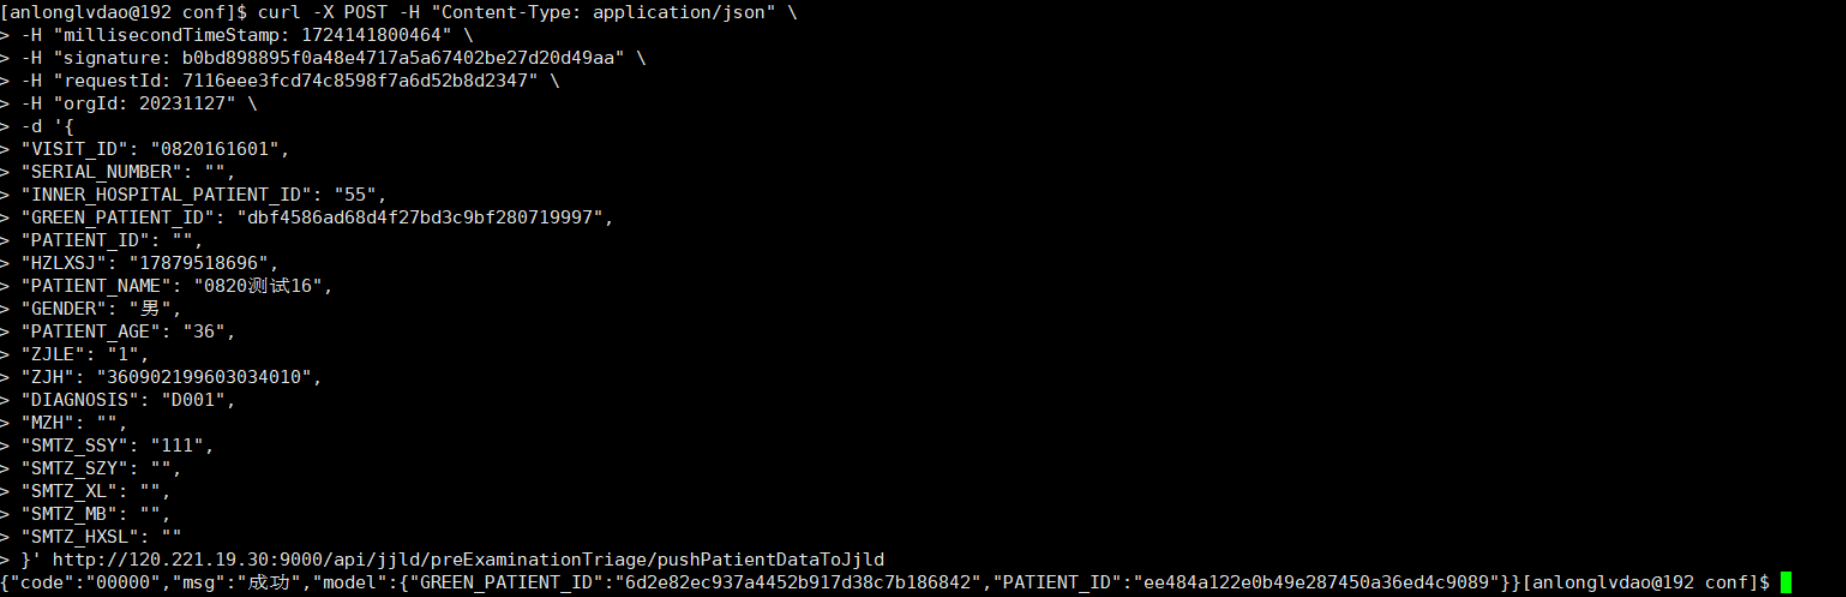 [anlonglvdao@192 conf]$ curl -X POST -H "Content-Type: application/json" \
> -H "millisecondTimeStamp: 1724141800464" \
> -H "signature: b0bd898895f0a48e4717a5a67402be27d20d49aa" \
> -H "requestId: 7116eee3fcd74c8598f7a6d52b8d2347" \
> -H "orgId: 20231127" \
> -d '{
> "VISIT_ID": "0820161601",
> "SERIAL_NUMBER": "",
> "INNER_HOSPITAL_PATIENT_ID": "55",
> "GREEN_PATIENT_ID": "dbf4586ad68d4f27bd3c9bf280719997",
> "PATIENT_ID": "",
> "HZLXSJ": "17879518696",
> "PATIENT_NAME": "0820测试16",
> "GENDER": "男",
> "PATIENT_AGE": "36",
> "ZJLE": "1",
> "ZJH": "360902199603034010",
> "DIAGNOSIS": "D001",
> "MZH": "",
> "SMTZ_SSY": "111",
> "SMTZ_SZY": "",
> "SMTZ_XL": "",
> "SMTZ_MB": "",
> "SMTZ_HXSL": ""
> }' http://120.221.19.30:9000/api/jjld/preExaminationTriage/pushPatientDataToJjld
{"code":"00000","msg":"成功","model":{"GREEN_PATIENT_ID":"6d2e82ec937a4452b917d38c7b186842","PATIENT_ID":"ee484a122e0b49e287450a36ed4c9089"}}[anlonglvdao@192 conf]$